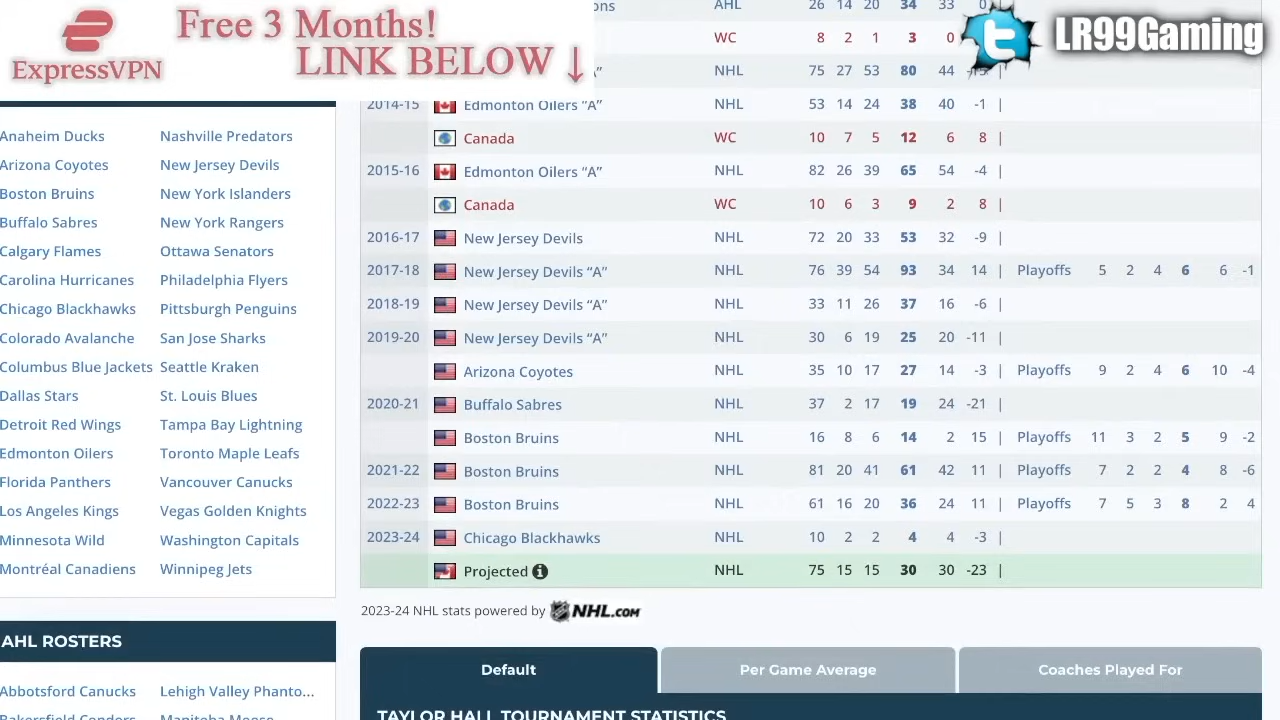 ExpressVPN
Free 3 Months!
LINK BELOW ↓
LR99Gaming
ons AHL 26 14 20 34 33 0
WC 8 2 1 3 0
A” NHL 75 27 53 80 44 -15 |
2014-15 Edmonton Oilers “A” NHL 53 14 24 38 40 -1 |
Canada WC 10 7 5 12 6 8 |
2015-16 Edmonton Oilers “A” NHL 82 26 39 65 54 -4 |
Canada WC 10 6 3 9 2 8 |
2016-17 New Jersey Devils NHL 72 20 33 53 32 -9 |
2017-18 New Jersey Devils “A” NHL 76 39 54 93 34 14 | Playoffs 5 2 4 6 6 -1
2018-19 New Jersey Devils “A” NHL 33 11 26 37 16 -6 |
2019-20 New Jersey Devils “A” NHL 30 6 19 25 20 -11 |
Arizona Coyotes NHL 35 10 17 27 14 -3 | Playoffs 9 2 4 6 10 -4
2020-21 Buffalo Sabres NHL 37 2 17 19 24 -21 |
Boston Bruins NHL 16 8 6 14 2 15 | Playoffs 11 3 2 5 9 -2
2021-22 Boston Bruins NHL 81 20 41 61 42 11 | Playoffs 7 2 2 4 8 -6
2022-23 Boston Bruins NHL 61 16 20 36 24 11 | Playoffs 7 5 3 8 2 4
2023-24 Chicago Blackhawks NHL 10 2 2 4 4 -3 |
Projected NHL 75 15 15 30 30 -23 |
2023-24 NHL stats powered by NHL.COM
Default Per Game Average Coaches Played For
TAYLOR HALL TOURNAMENT STATISTICS
Anaheim Ducks Nashville Predators
Arizona Coyotes New Jersey Devils
Boston Bruins New York Islanders
Buffalo Sabres New York Rangers
Calgary Flames Ottawa Senators
Carolina Hurricanes Philadelphia Flyers
Chicago Blackhawks Pittsburgh Penguins
Colorado Avalanche San Jose Sharks
Columbus Blue Jackets Seattle Kraken
Dallas Stars St. Louis Blues
Detroit Red Wings Tampa Bay Lightning
Edmonton Oilers Toronto Maple Leafs
Florida Panthers Vancouver Canucks
Los Angeles Kings Vegas Golden Knights
Minnesota Wild Washington Capitals
Montréal Canadiens Winnipeg Jets
AHL ROSTERS
Abbotsford Canucks Lehigh Valley Phanto...
Bakersfield Condors Manitoba Moose